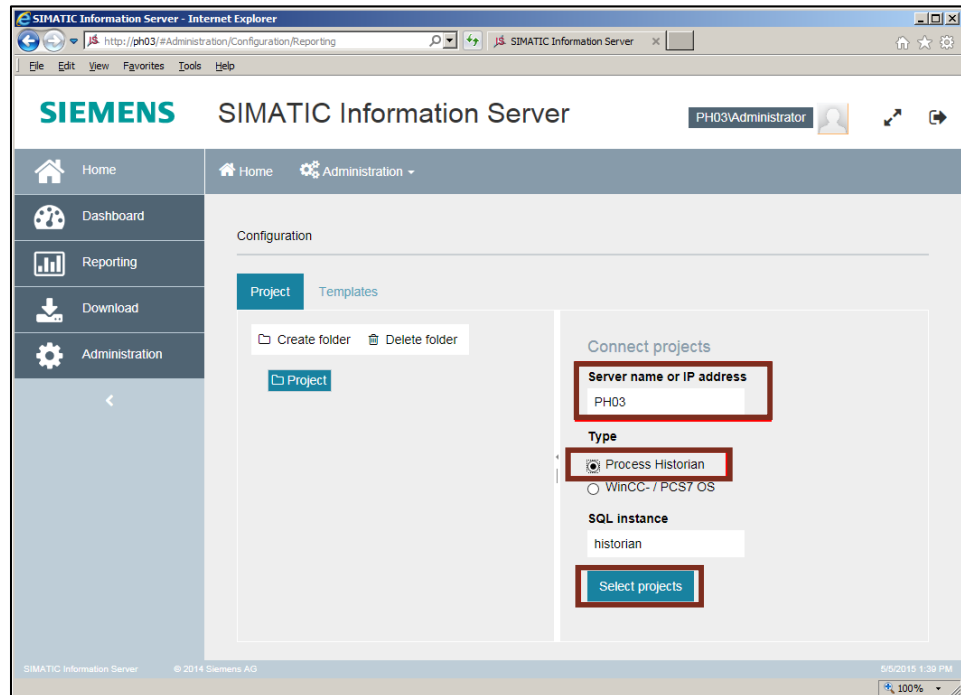 SIMATIC Information Server - Internet Explorer
http://ph03/#Administration/Configuration/Reporting
SIMATIC Information Server
File Edit View Favorites Tools Help
SIEMENS
SIMATIC Information Server
PH03\Administrator
Home
Home Administration
Dashboard
Reporting
Download
Administration
Configuration
Project Templates
Create folder Delete folder
Project
Connect projects
Server name or IP address
PH03
Type
Process Historian
WinCC- / PCS7 OS
SQL instance
historian
Select projects
SIMATIC Information Server © 2014 Siemens AG 5/5/2015 1:39 PM
100%